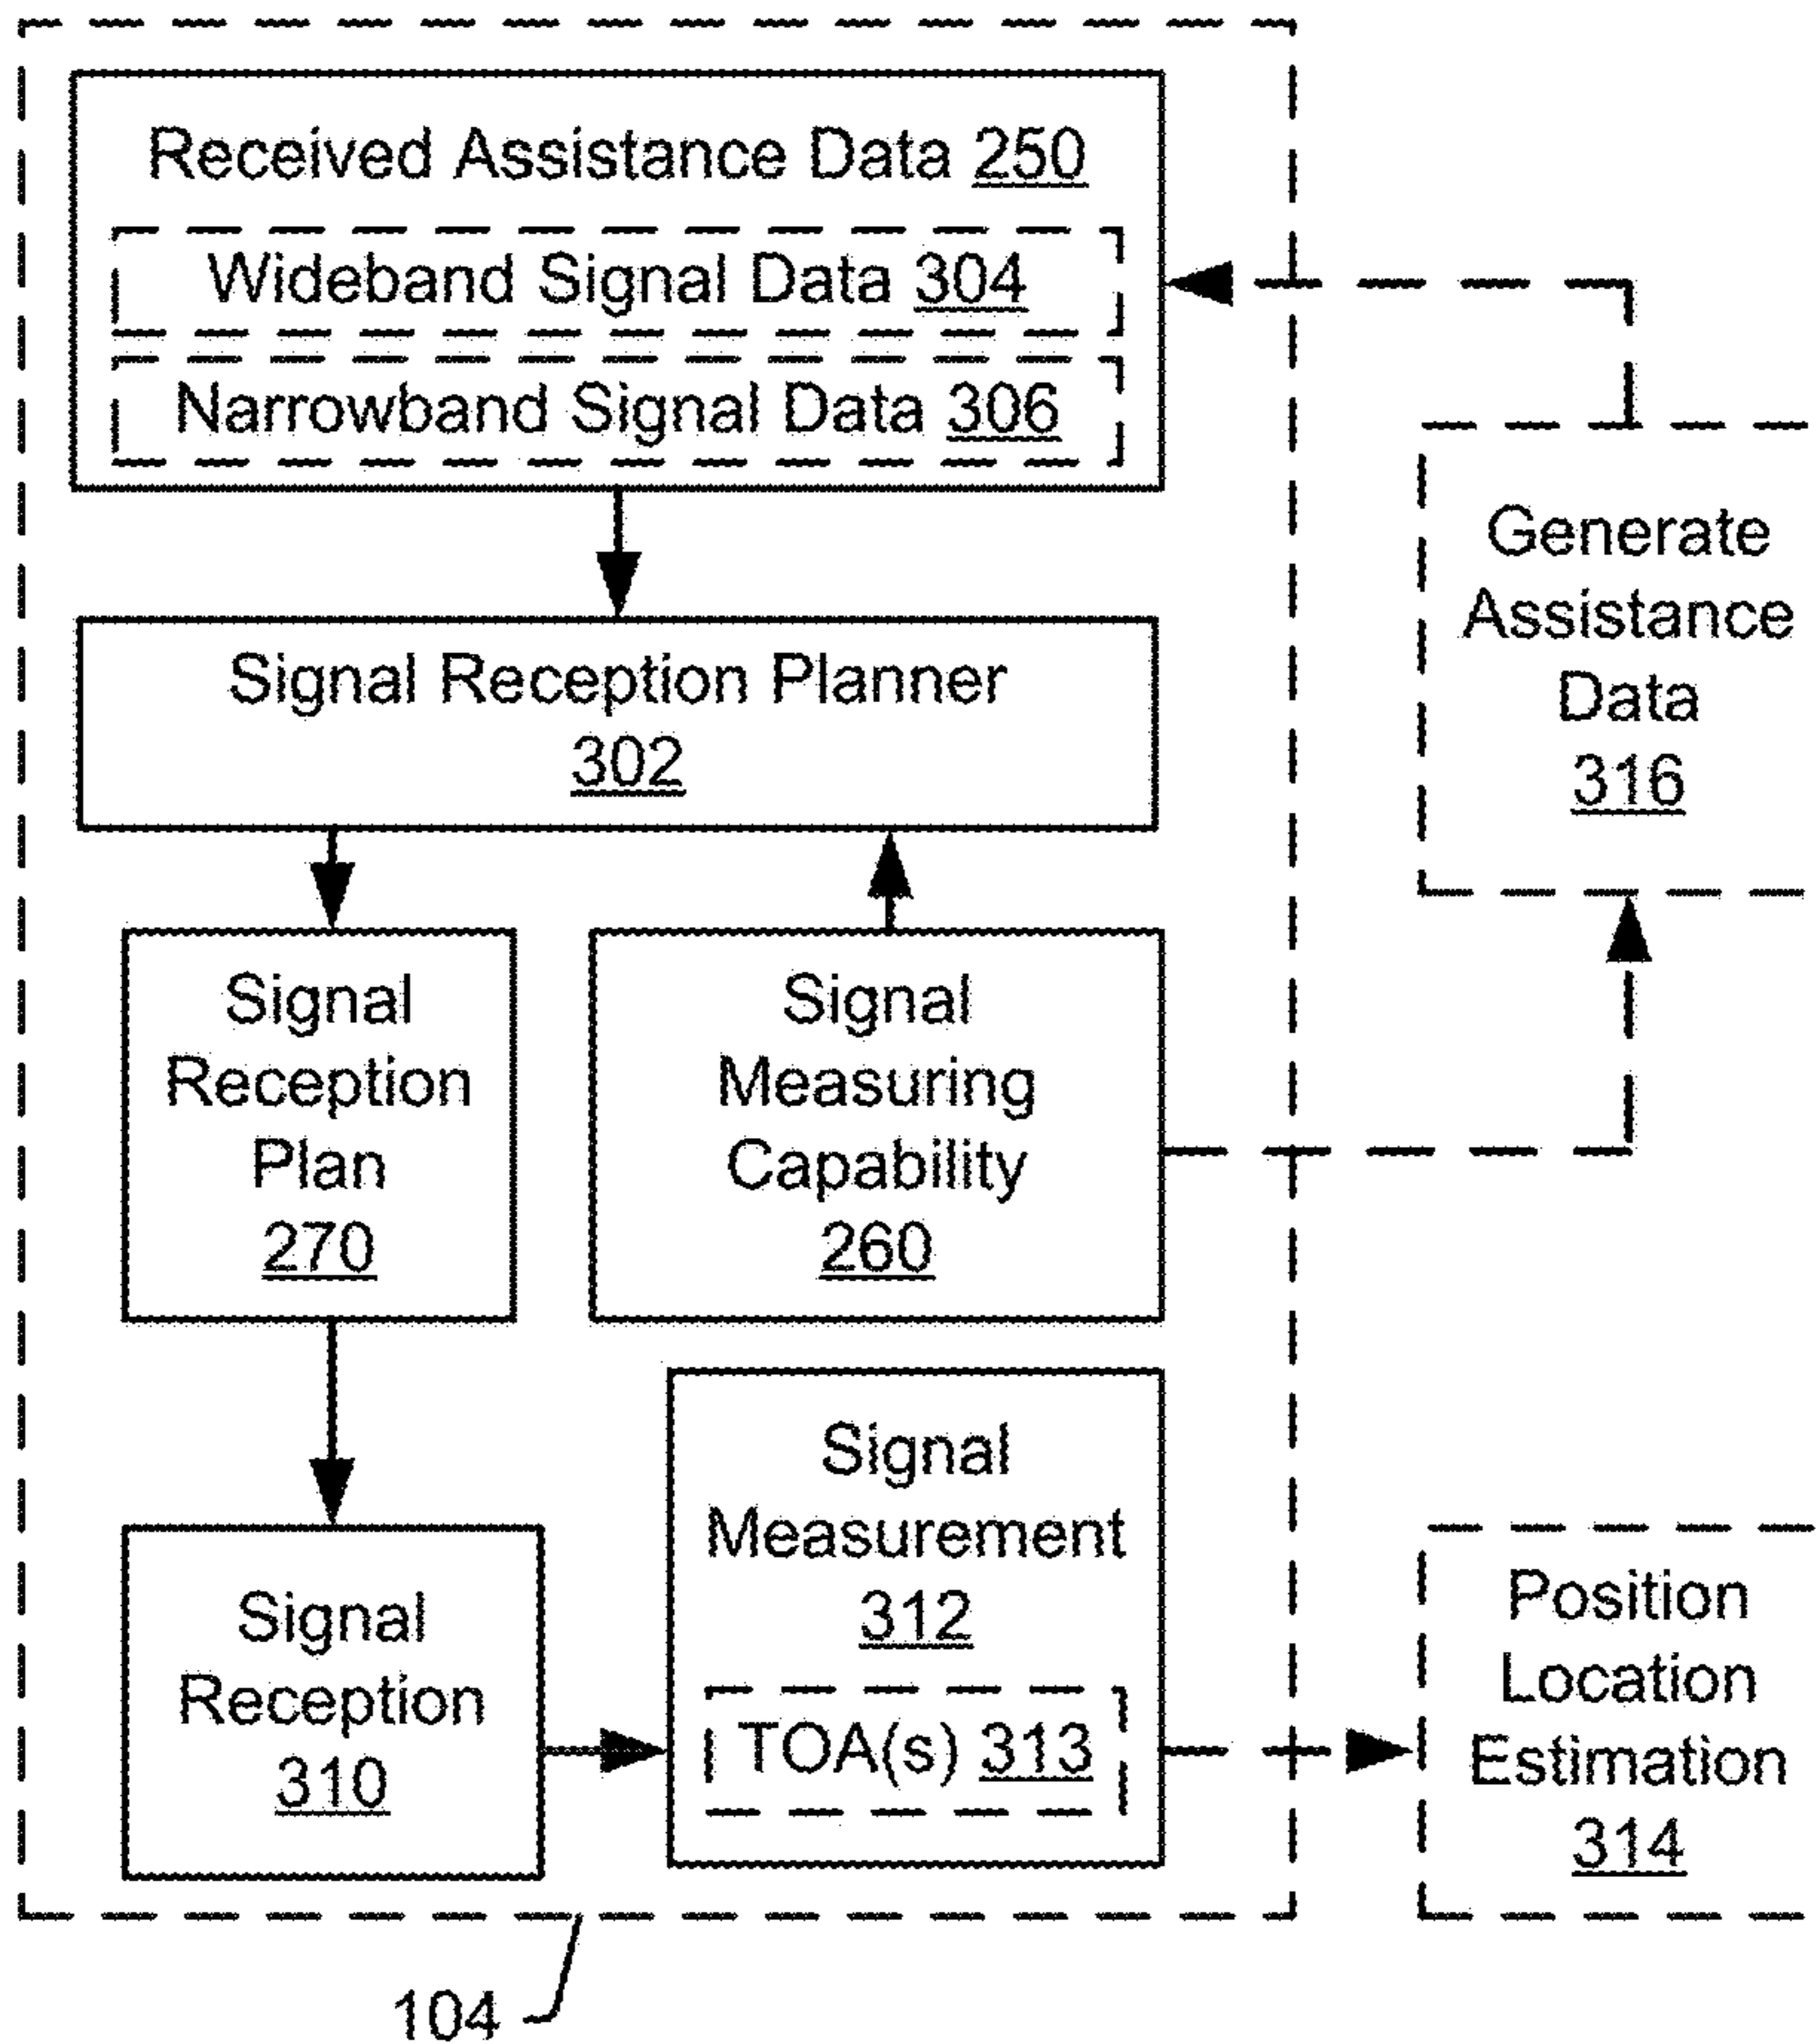 Received Assistance Data 250
Wideband Signal Data 304
Narrowband Signal Data 306
Signal Reception Planner
302
Signal
Reception
Plan
270
Signal
Measuring
Capability
260
Signal
Reception
310
Signal
Measurement
312
TOA(s) 313
Generate
Assistance
Data
316
Position
Location
Estimation
314
104